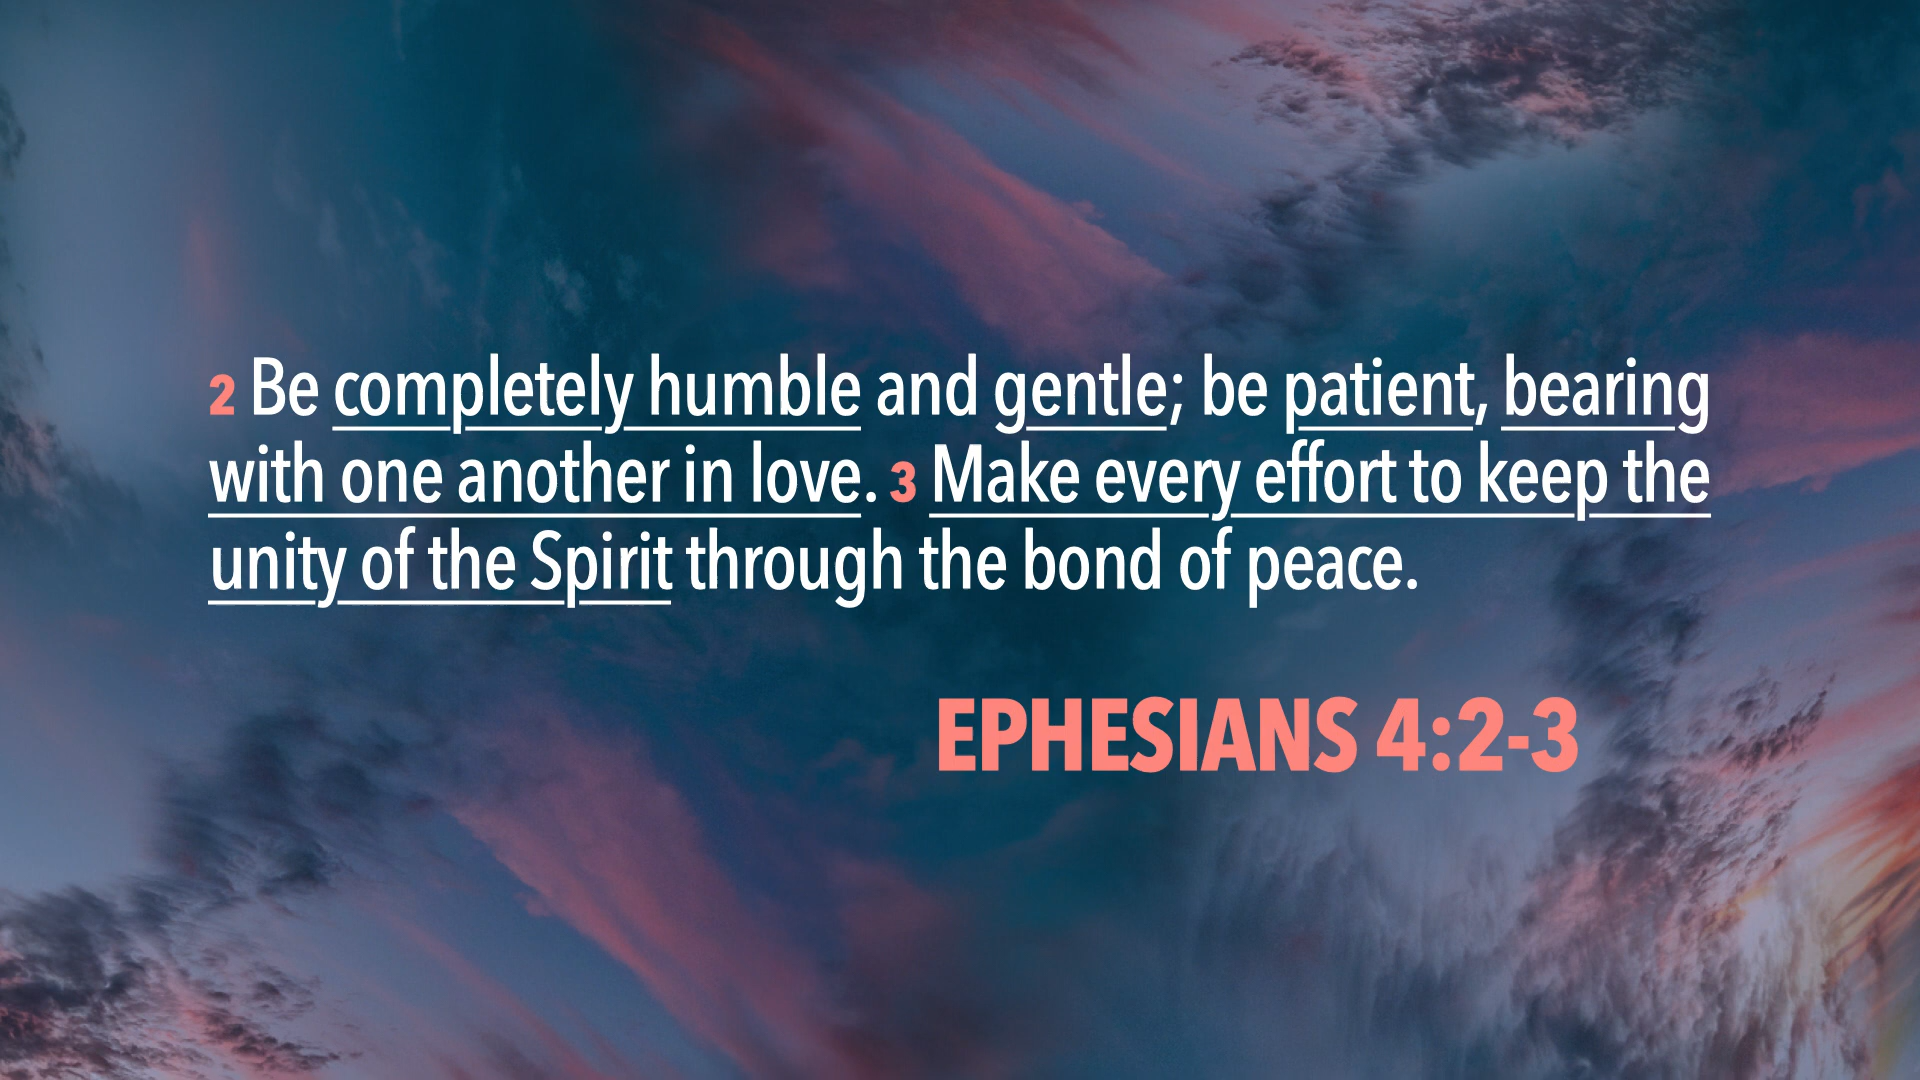 2 Be completely humble and gentle; be patient, bearing
with one another in love. 3 Make every effort to keep the
unity of the Spirit through the bond of peace.
EPHESIANS 4:2-3